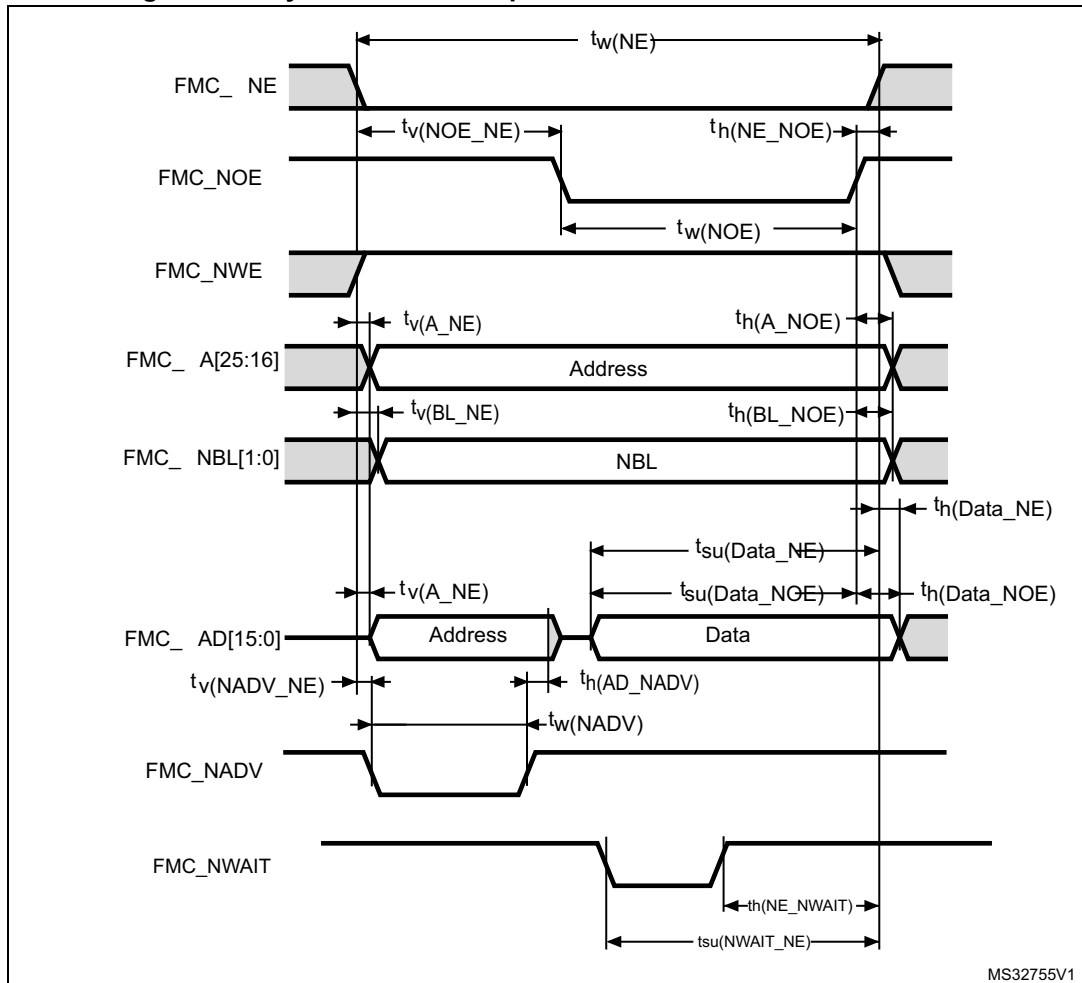 tw(NE)
FMC_ NE
tv(NOE_NE)
th(NE_NOE)
FMC_NOE
tw(NOE)
FMC_NWE
tv(A_NE)
th(A_NOE)
FMC_ A[25:16]
Address
tv(BL_NE)
th(BL_NOE)
FMC_ NBL[1:0]
NBL
th(Data_NE)
tsu(Data_NE)
tv(A_NE)
tsu(Data_NOE)
th(Data_NOE)
FMC_ AD[15:0]
Address
Data
tv(NADV_NE)
th(AD_NADV)
tw(NADV)
FMC_NADV
FMC_NWAIT
th(NE_NWAIT)
tsu(NWAIT_NE)
MS32755V1